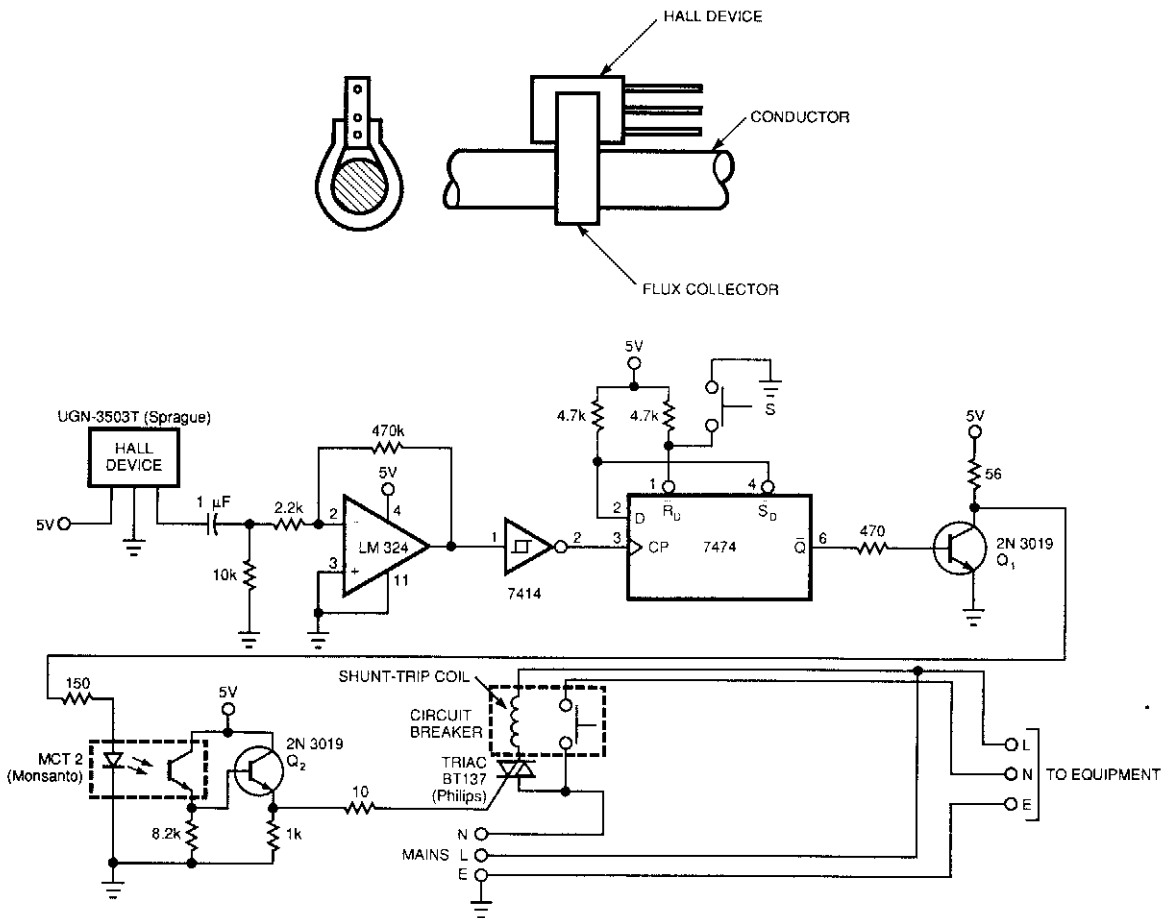 HALL DEVICE
CONDUCTOR
FLUX COLLECTOR
UGN-3503T (Sprague)
HALL
DEVICE
5V
1 µF
10k
2.2k
470k
5V
4
2
-
LM 324
3
+
11
1
2
7414
5V
4.7k
4.7k
S
1
4
R̅D
S̅D
2
D
3
CP
7474
Q̅
6
470
5V
56
2N 3019
Q1
150
MCT 2
(Monsanto)
5V
2N 3019
Q2
8.2k
1k
10
SHUNT-TRIP COIL
CIRCUIT
BREAKER
TRIAC
BT137
(Philips)
N
MAINS L
E
L
N
E
TO EQUIPMENT